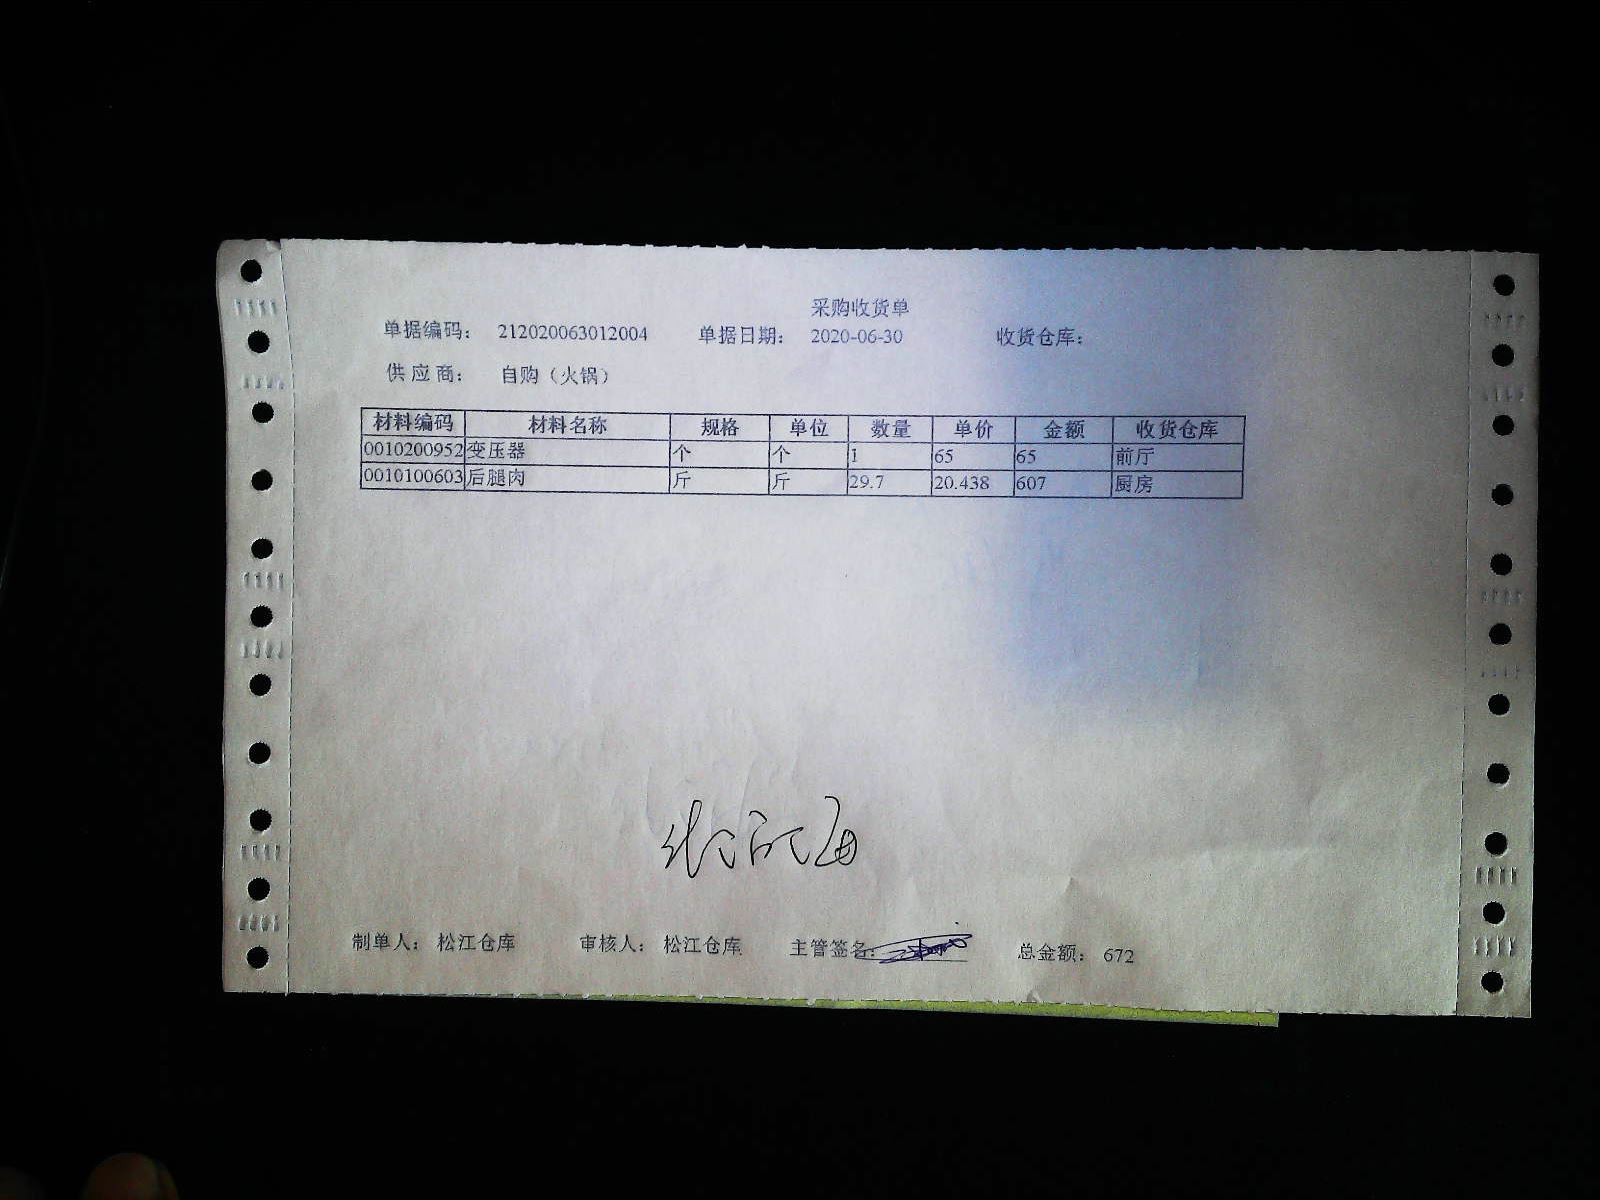 采购收货单
单据编码： 212020063012004 单据日期： 2020-06-30 收货仓库：
供应商： 自购（火锅）
材料编码 材料名称 规格 单位 数量 单价 金额 收货仓库
0010200952 变压器 个 个 1 65 65 前厅
0010100603 后腿肉 斤 斤 29.7 20.438 607 厨房
制单人： 松江仓库 审核人： 松江仓库 主管签名： 总金额： 672